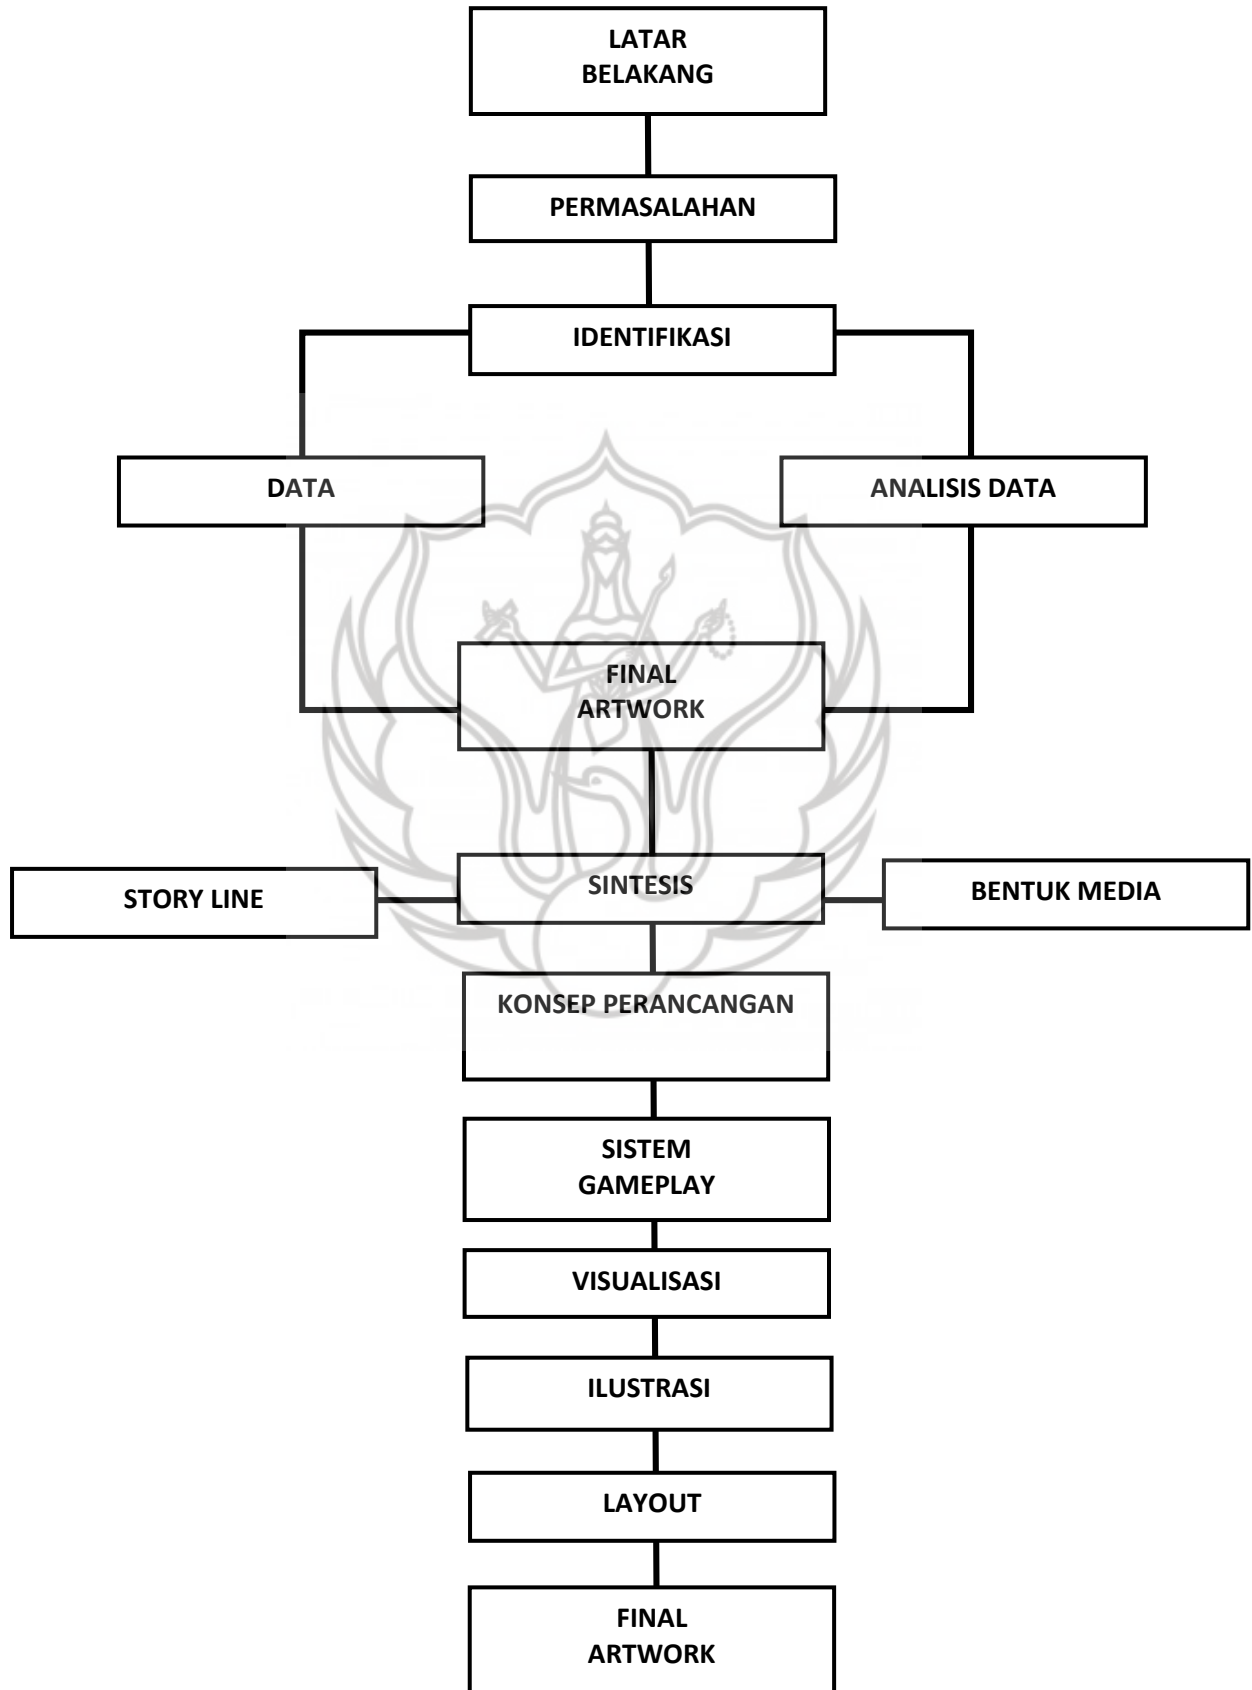 LATAR
BELAKANG
PERMASALAHAN
IDENTIFIKASI
DATA
ANALISIS DATA
FINAL
ARTWORK
STORY LINE
SINTESIS
BENTUK MEDIA
KONSEP PERANCANGAN
SISTEM
GAMEPLAY
VISUALISASI
ILUSTRASI
LAYOUT
FINAL
ARTWORK